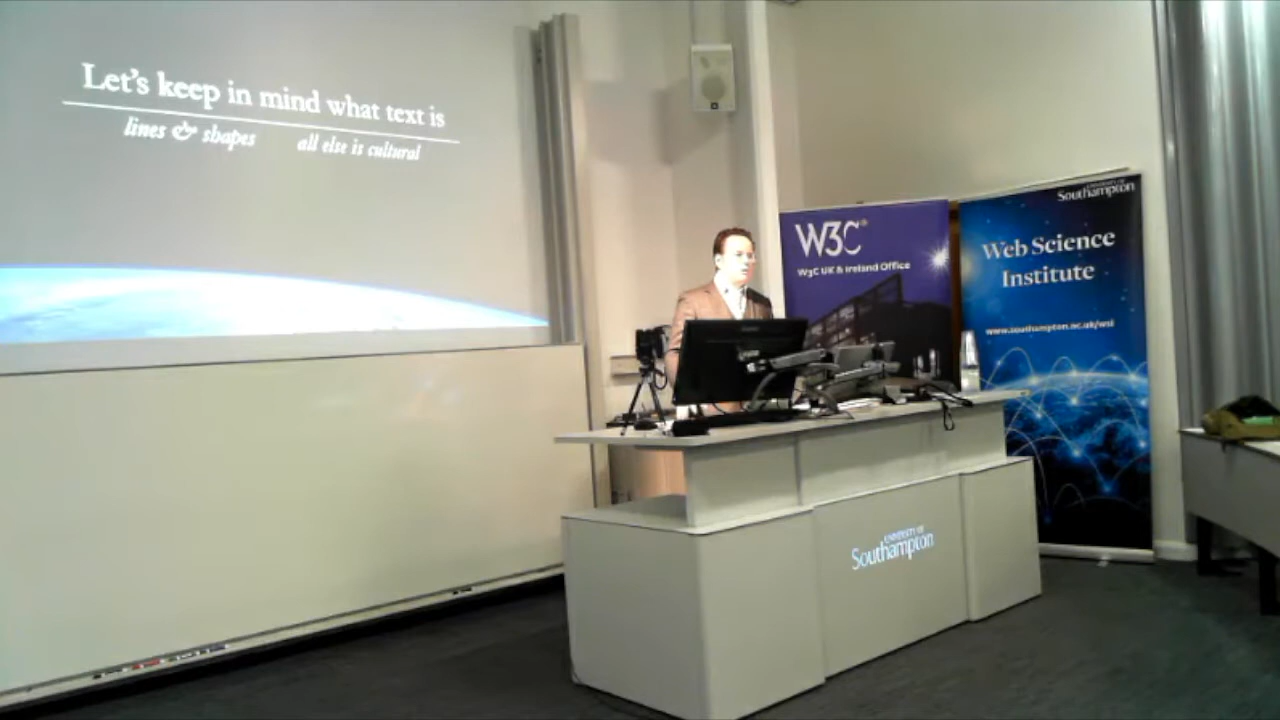 Let's keep in mind what text is
lines & shapes all else is cultural
W3C®
W3C UK & Ireland Office
UNIVERSITY OF
Southampton
Web Science
Institute
www.southampton.ac.uk/wsi
UNIVERSITY OF
Southampton